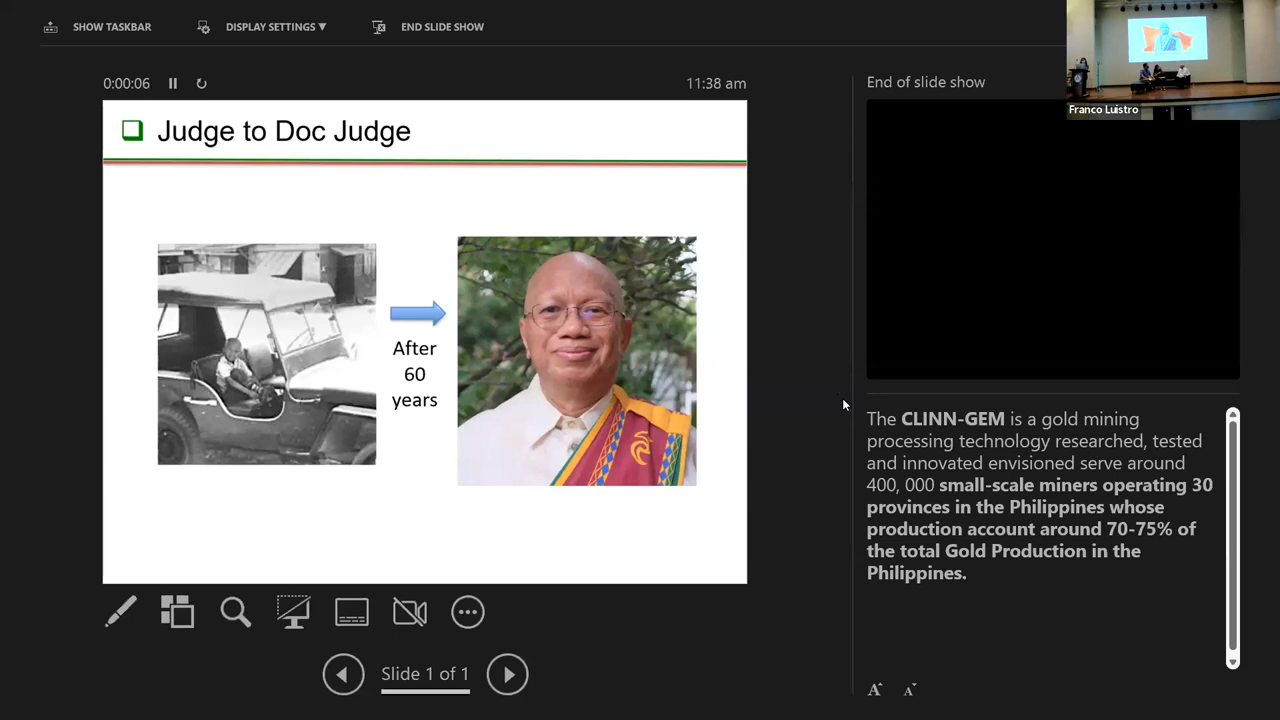 SHOW TASKBAR
DISPLAY SETTINGS ▼
END SLIDE SHOW
0:00:06
11:38 am
Judge to Doc Judge
After
60
years
Slide 1 of 1
End of slide show
Franco Luistro
The CLINN-GEM is a gold mining
processing technology researched, tested
and innovated envisioned serve around
400, 000 small-scale miners operating 30
provinces in the Philippines whose
production account around 70-75% of
the total Gold Production in the
Philippines.
A
A